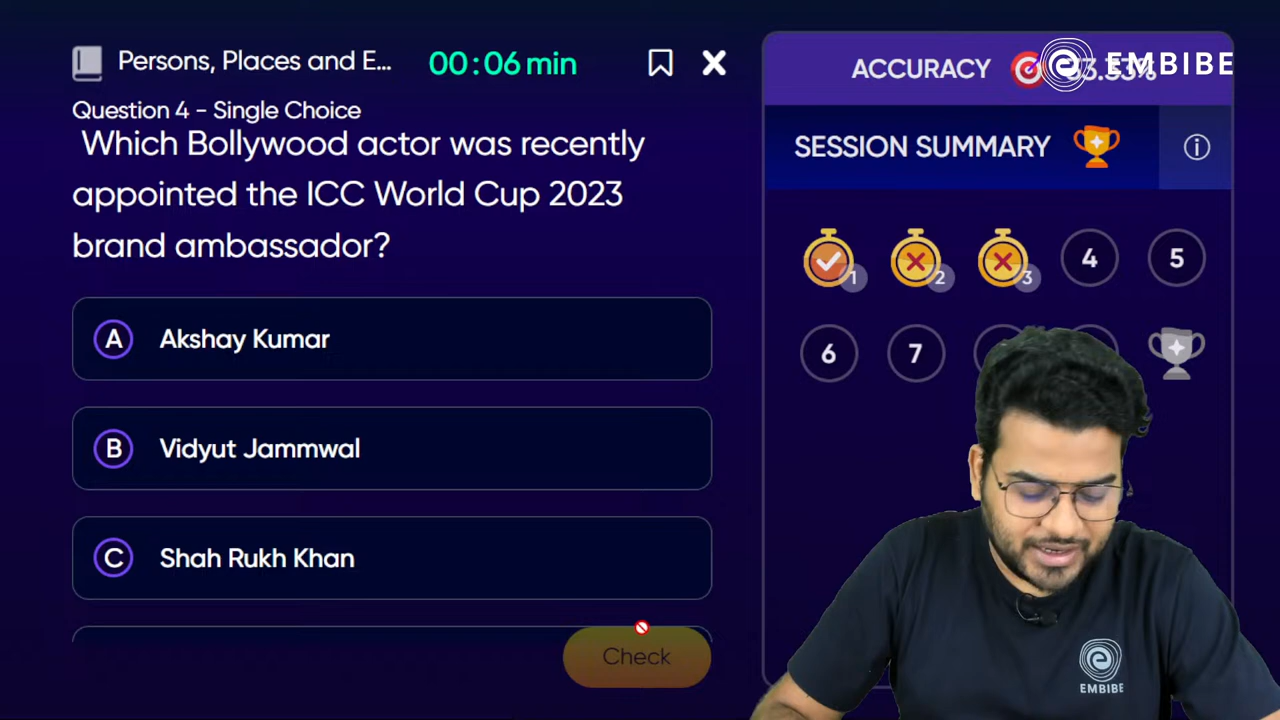 Persons, Places and E...
00:06 min
Question 4 - Single Choice
Which Bollywood actor was recently
appointed the ICC World Cup 2023
brand ambassador?
A Akshay Kumar
B Vidyut Jammwal
C Shah Rukh Khan
Check
ACCURACY
EMBIBE
SESSION SUMMARY
1 2 3 4 5
6 7
EMBIBE